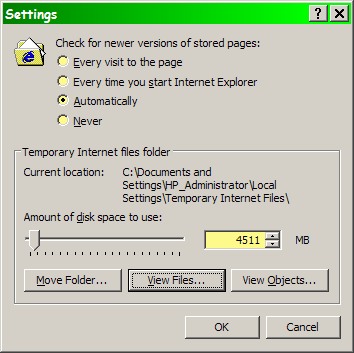 Settings
Check for newer versions of stored pages:
Every visit to the page
Every time you start Internet Explorer
Automatically
Never
Temporary Internet files folder
Current location: C:\Documents and
Settings\HP_Administrator\Local
Settings\Temporary Internet Files\
Amount of disk space to use:
4511 MB
Move Folder... View Files... View Objects...
OK Cancel